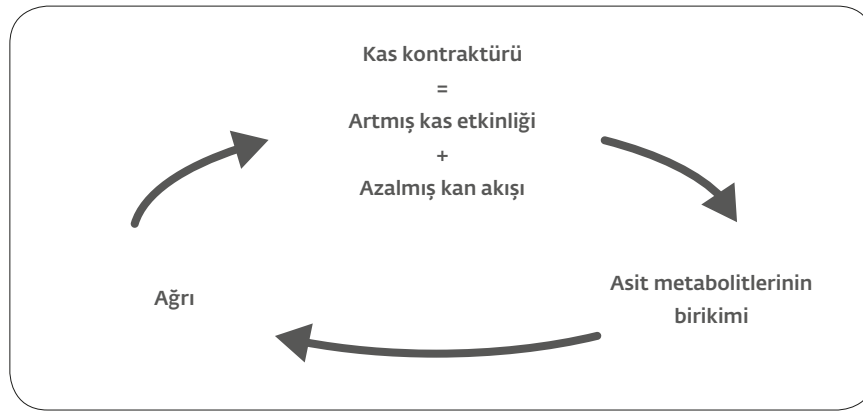 Kas kontraktürü
=
Artmış kas etkinliği
+
Azalmış kan akışı
Asit metabolitlerinin
birikimi
Ağrı